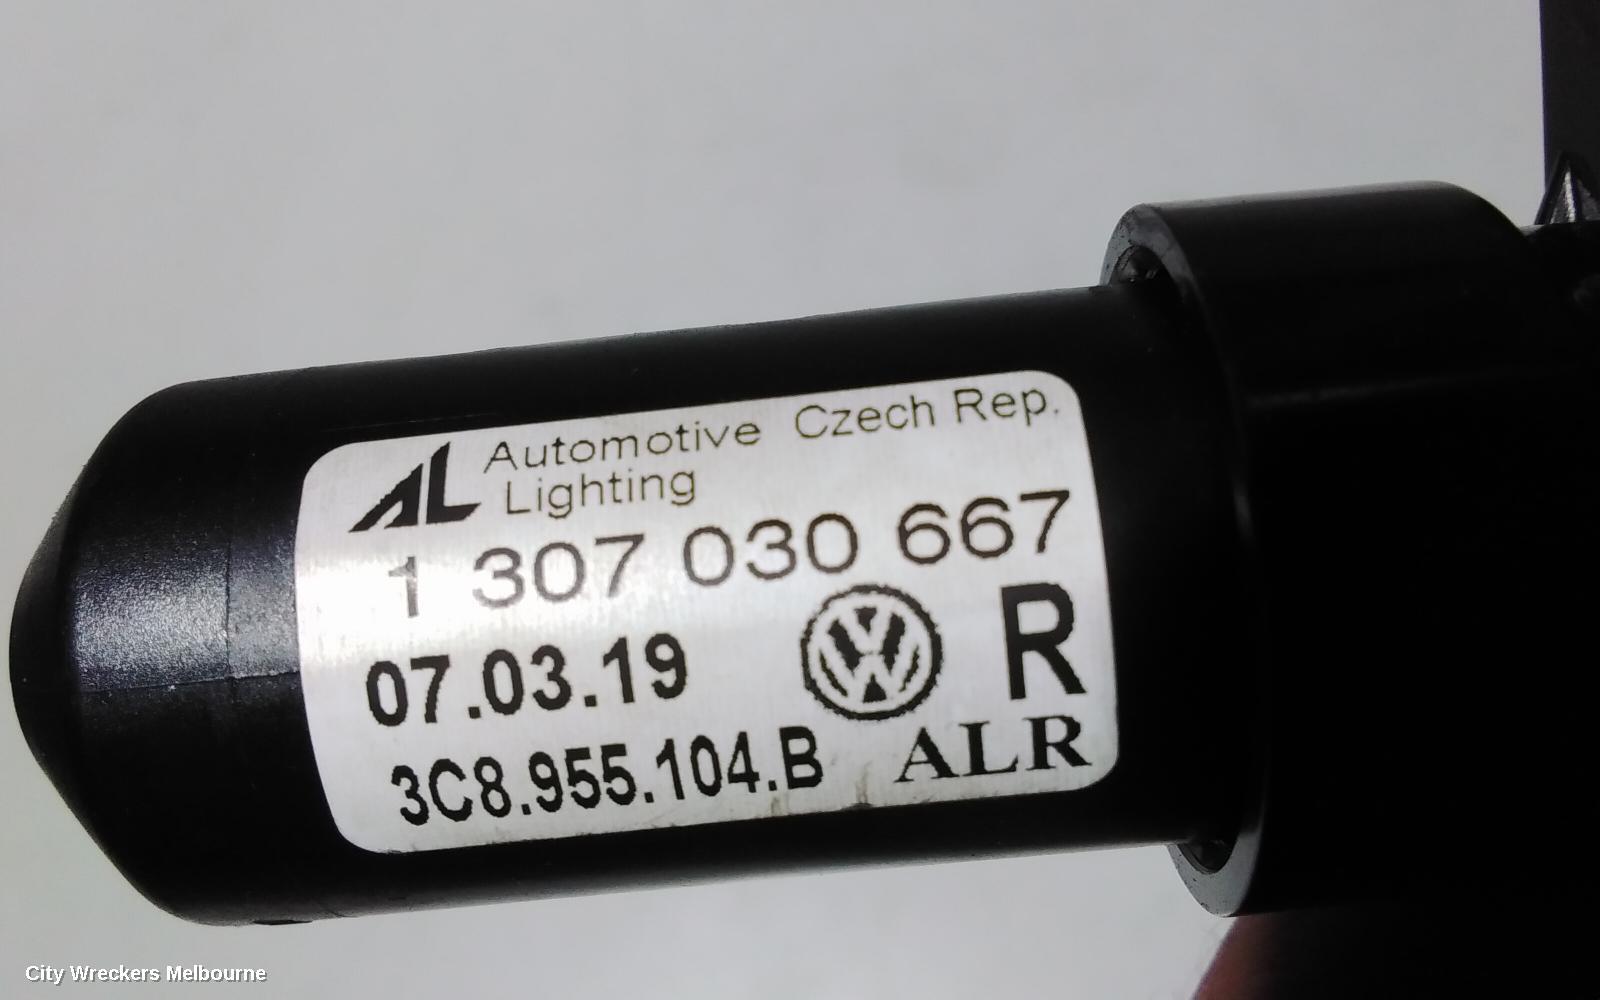 AL Automotive Czech Rep.
Lighting
1 307 030 667
07.03.19 VW R
3C8.955.104.B ALR
City Wreckers Melbourne